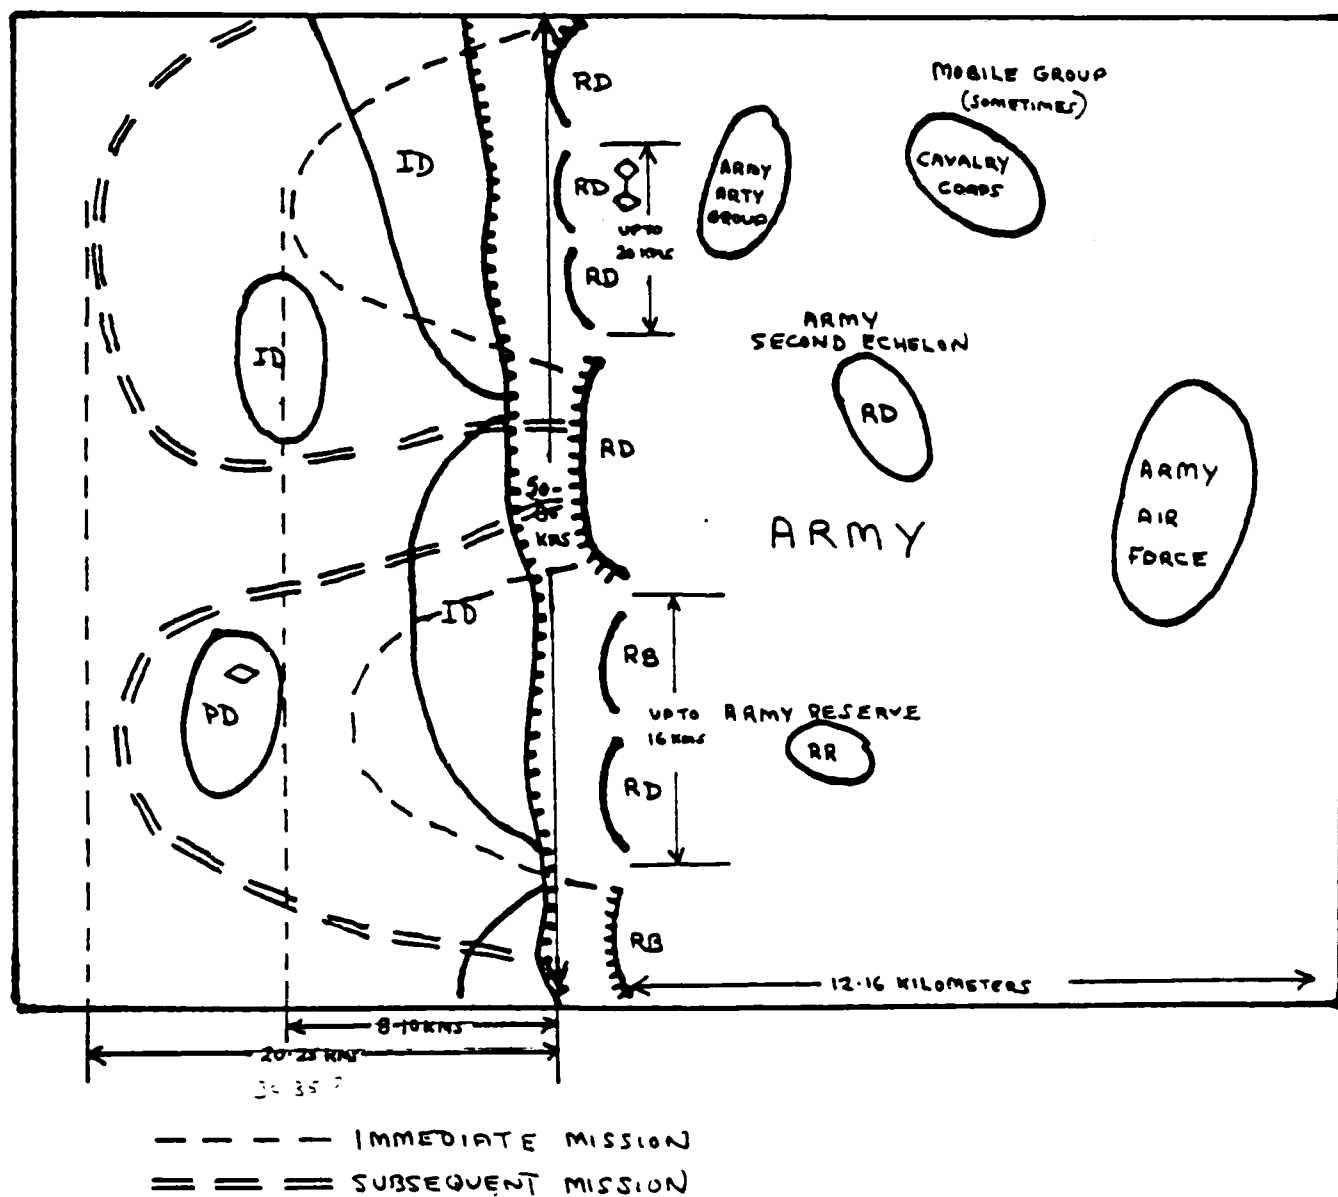 MOBILE GROUP
(SOMETIMES)
RD
ID
ARMY
ARTY
GROUP
CAVALRY
CORPS
RD
UP TO
20 KMS
RD
ARMY
SECOND ECHELON
ID
RD
RD
ARMY
AIR
FORCE
50-
KMS
ARMY
ID
RB
PD
UP TO
16 KMS
ARMY RESERVE
RR
RD
RB
12-16 KILOMETERS
8-10 KMS
20-25 KMS
IMMEDIATE MISSION
SUBSEQUENT MISSION